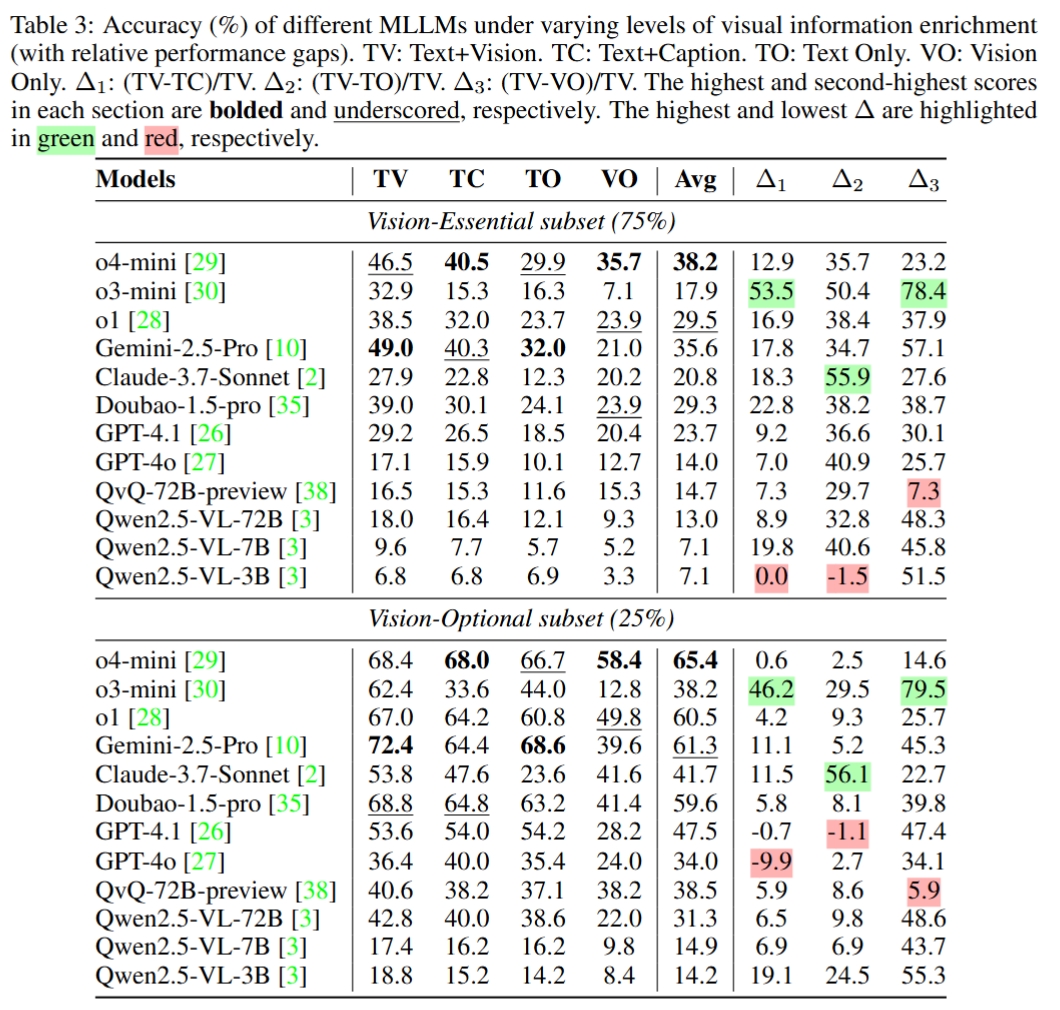 Table 3: Accuracy (%) of different MLLMs under varying levels of visual information enrichment
(with relative performance gaps). TV: Text+Vision. TC: Text+Caption. TO: Text Only. VO: Vision
Only. Δ1: (TV-TC)/TV. Δ2: (TV-TO)/TV. Δ3: (TV-VO)/TV. The highest and second-highest scores
in each section are bolded and underscored, respectively. The highest and lowest Δ are highlighted
in green and red, respectively.
Models TV TC TO VO Avg Δ1 Δ2 Δ3
Vision-Essential subset (75%)
o4-mini [29] 46.5 40.5 29.9 35.7 38.2 12.9 35.7 23.2
o3-mini [30] 32.9 15.3 16.3 7.1 17.9 53.5 50.4 78.4
o1 [28] 38.5 32.0 23.7 23.9 29.5 16.9 38.4 37.9
Gemini-2.5-Pro [10] 49.0 40.3 32.0 21.0 35.6 17.8 34.7 57.1
Claude-3.7-Sonnet [2] 27.9 22.8 12.3 20.2 20.8 18.3 55.9 27.6
Doubao-1.5-pro [35] 39.0 30.1 24.1 23.9 29.3 22.8 38.2 38.7
GPT-4.1 [26] 29.2 26.5 18.5 20.4 23.7 9.2 36.6 30.1
GPT-4o [27] 17.1 15.9 10.1 12.7 14.0 7.0 40.9 25.7
QvQ-72B-preview [38] 16.5 15.3 11.6 15.3 14.7 7.3 29.7 7.3
Qwen2.5-VL-72B [3] 18.0 16.4 12.1 9.3 13.0 8.9 32.8 48.3
Qwen2.5-VL-7B [3] 9.6 7.7 5.7 5.2 7.1 19.8 40.6 45.8
Qwen2.5-VL-3B [3] 6.8 6.8 6.9 3.3 7.1 0.0 -1.5 51.5
Vision-Optional subset (25%)
o4-mini [29] 68.4 68.0 66.7 58.4 65.4 0.6 2.5 14.6
o3-mini [30] 62.4 33.6 44.0 12.8 38.2 46.2 29.5 79.5
o1 [28] 67.0 64.2 60.8 49.8 60.5 4.2 9.3 25.7
Gemini-2.5-Pro [10] 72.4 64.4 68.6 39.6 61.3 11.1 5.2 45.3
Claude-3.7-Sonnet [2] 53.8 47.6 23.6 41.6 41.7 11.5 56.1 22.7
Doubao-1.5-pro [35] 68.8 64.8 63.2 41.4 59.6 5.8 8.1 39.8
GPT-4.1 [26] 53.6 54.0 54.2 28.2 47.5 -0.7 -1.1 47.4
GPT-4o [27] 36.4 40.0 35.4 24.0 34.0 -9.9 2.7 34.1
QvQ-72B-preview [38] 40.6 38.2 37.1 38.2 38.5 5.9 8.6 5.9
Qwen2.5-VL-72B [3] 42.8 40.0 38.6 22.0 31.3 6.5 9.8 48.6
Qwen2.5-VL-7B [3] 17.4 16.2 16.2 9.8 14.9 6.9 6.9 43.7
Qwen2.5-VL-3B [3] 18.8 15.2 14.2 8.4 14.2 19.1 24.5 55.3